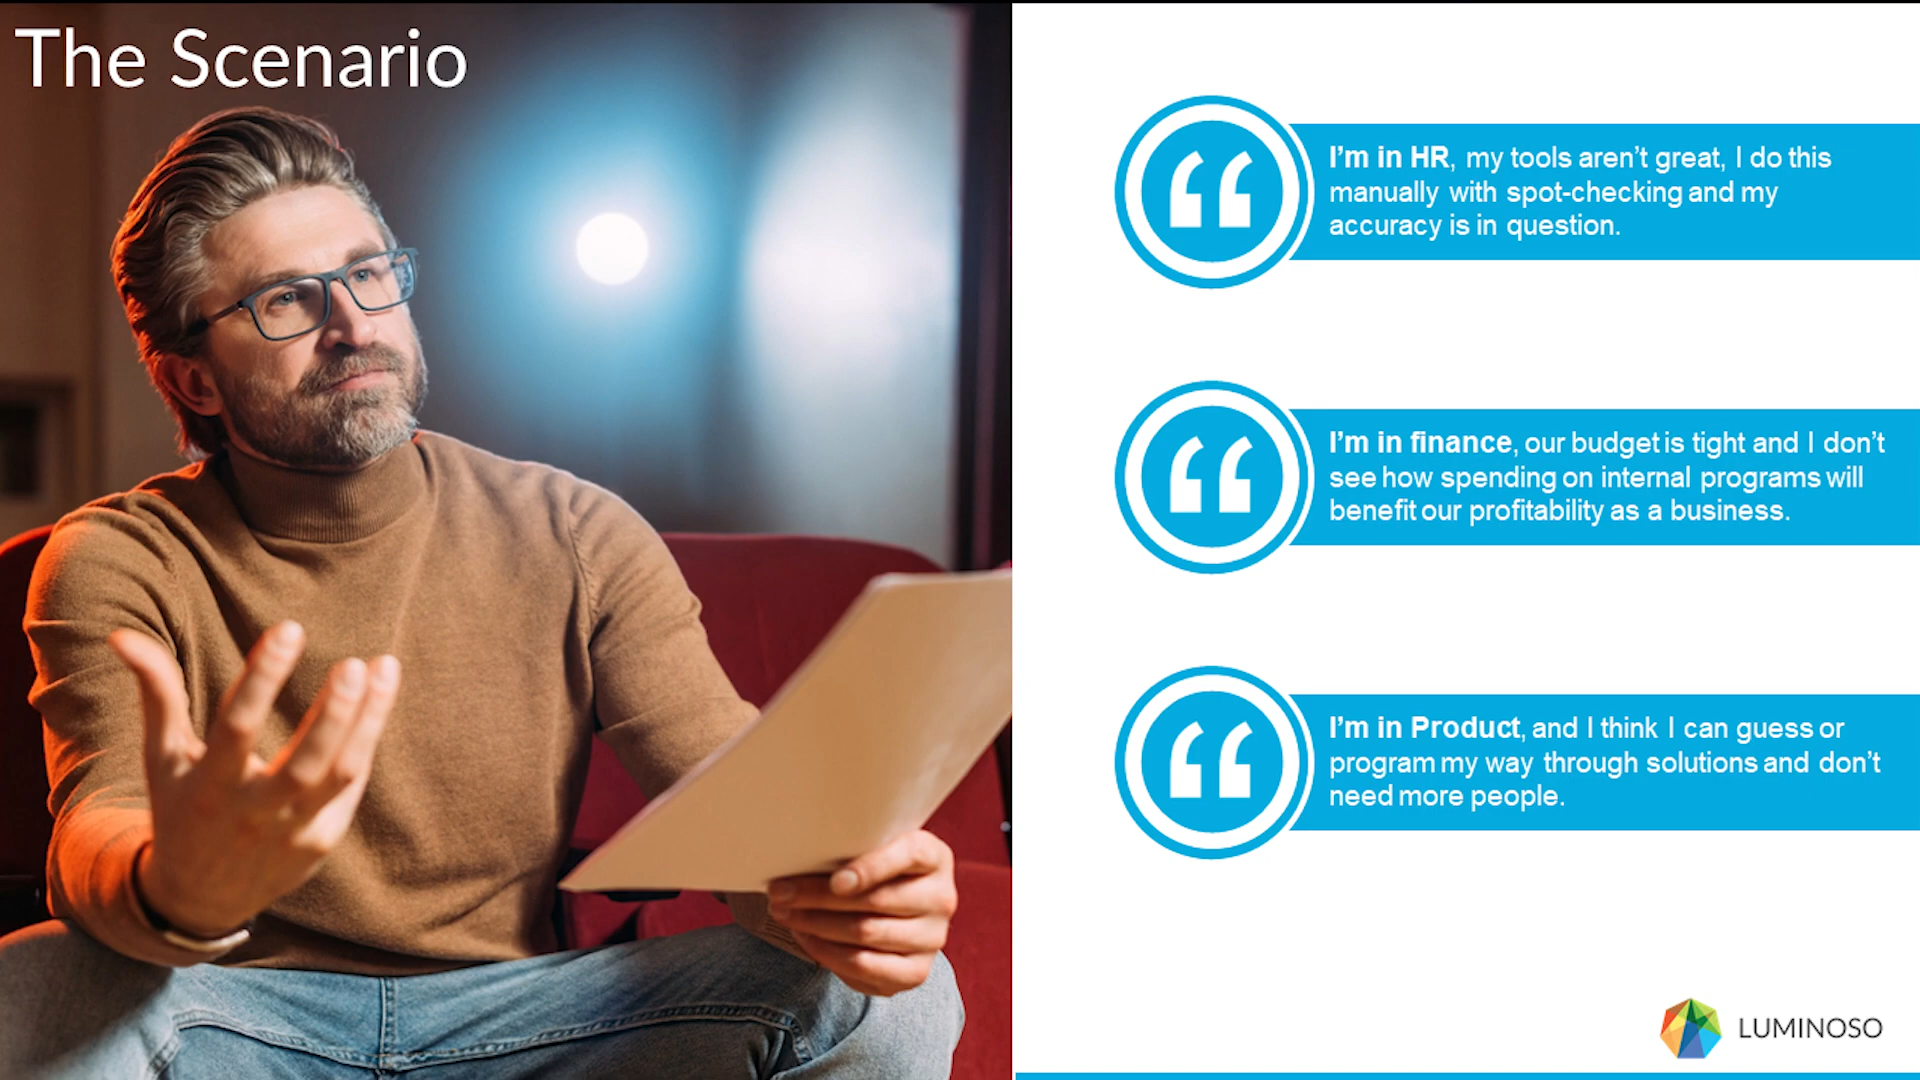 The Scenario
I’m in HR, my tools aren’t great, I do this
manually with spot-checking and my
accuracy is in question.
I’m in finance, our budget is tight and I don’t
see how spending on internal programs will
benefit our profitability as a business.
I’m in Product, and I think I can guess or
program my way through solutions and don’t
need more people.
LUMINOSO